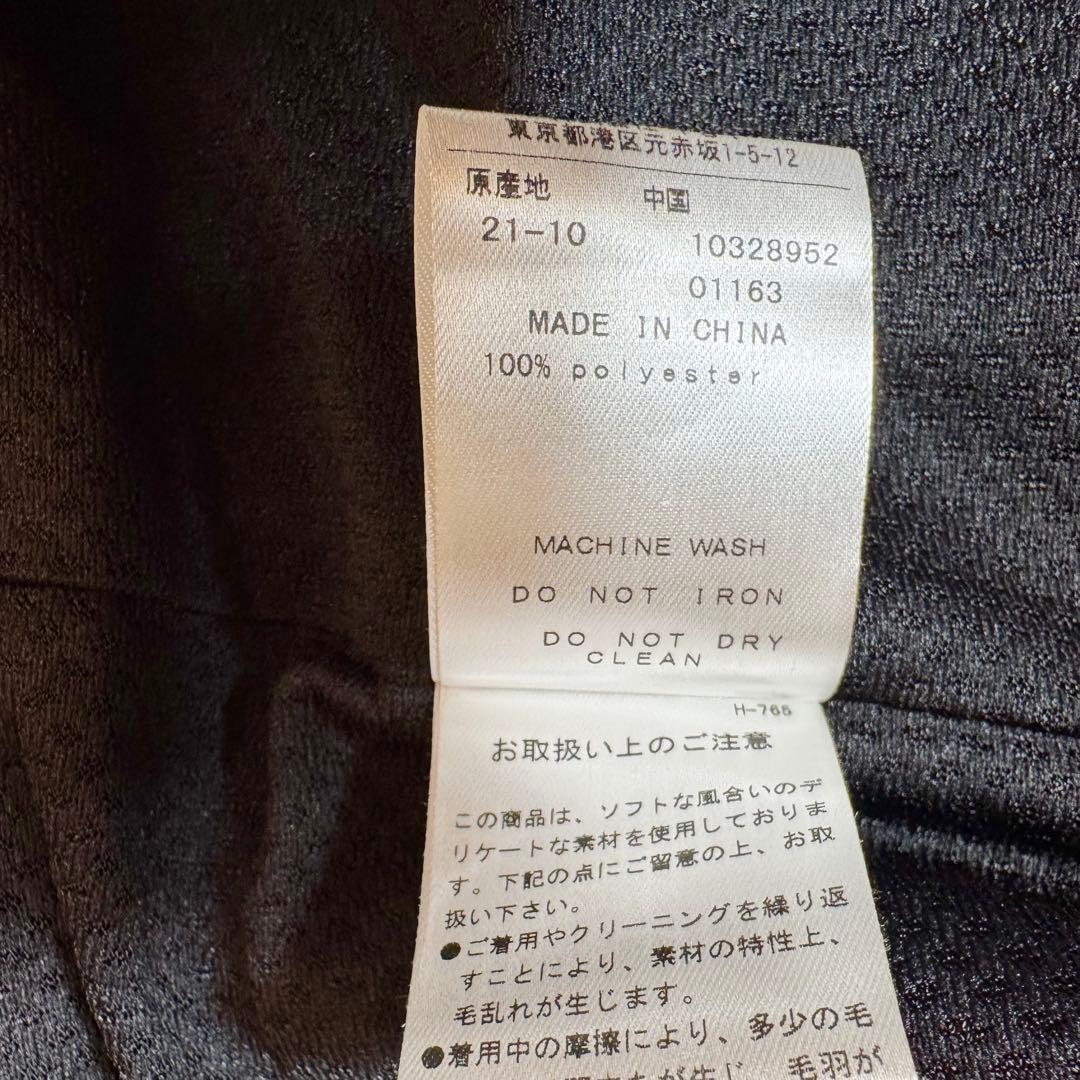 東京都港区元赤坂1-5-12
原産地 中国
21-10 10328952
01163
MADE IN CHINA
100% polyester
MACHINE WASH
DO NOT IRON
DO NOT DRY
CLEAN
H-765
お取扱い上のご注意
この商品は、ソフトな風合いのデ
リケートな素材を使用しておりま
す。下記の点にご留意の上、お取
扱い下さい。
●ご着用やクリーニングを繰り返
すことにより、素材の特性上、
毛乱れが生じます。
●着用中の摩擦により、多少の毛
が生じ、毛羽が